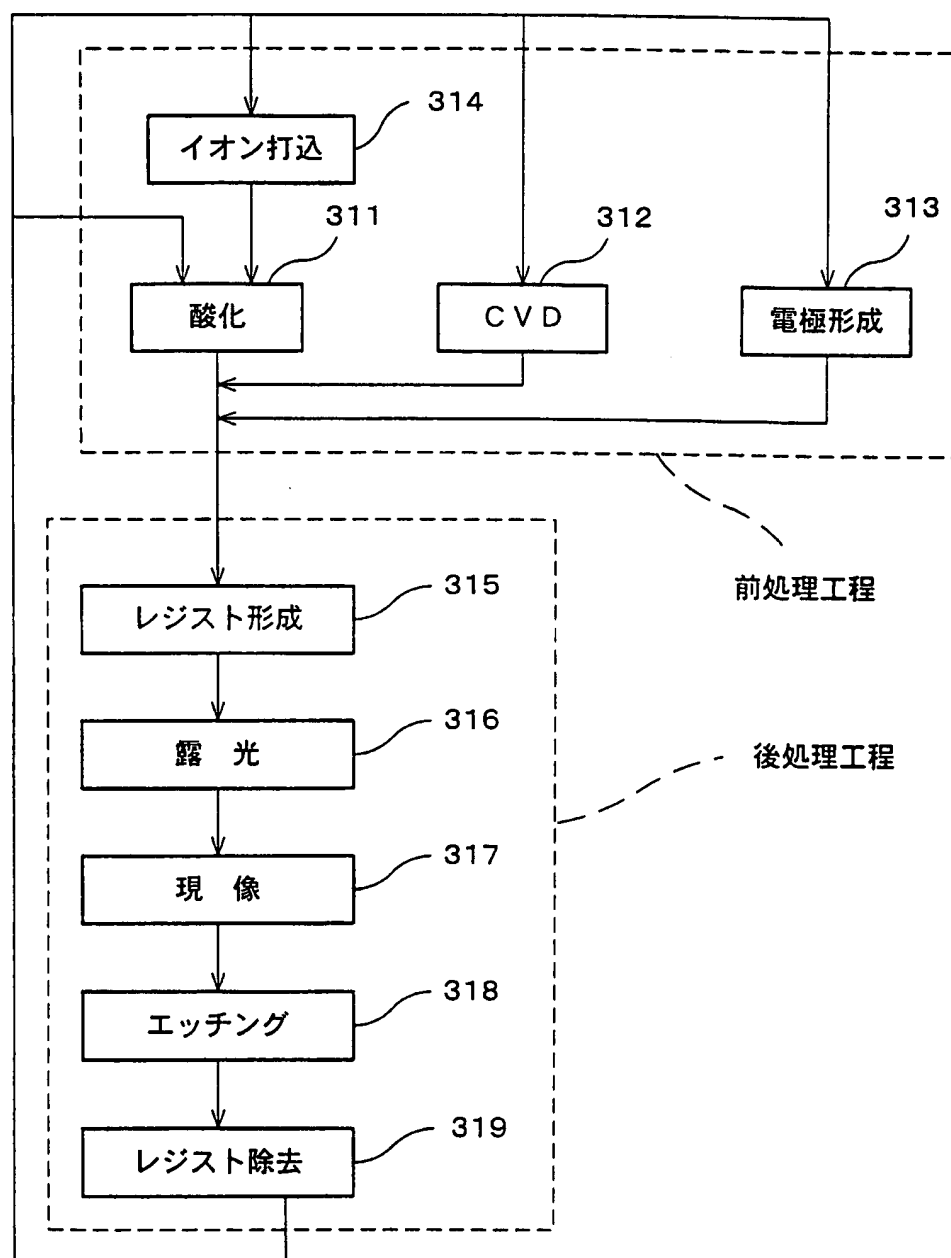 314
イオン打込
311
312
313
酸化
CVD
電極形成
前処理工程
315
レジスト形成
316
露 光
後処理工程
317
現 像
318
エッチング
319
レジスト除去